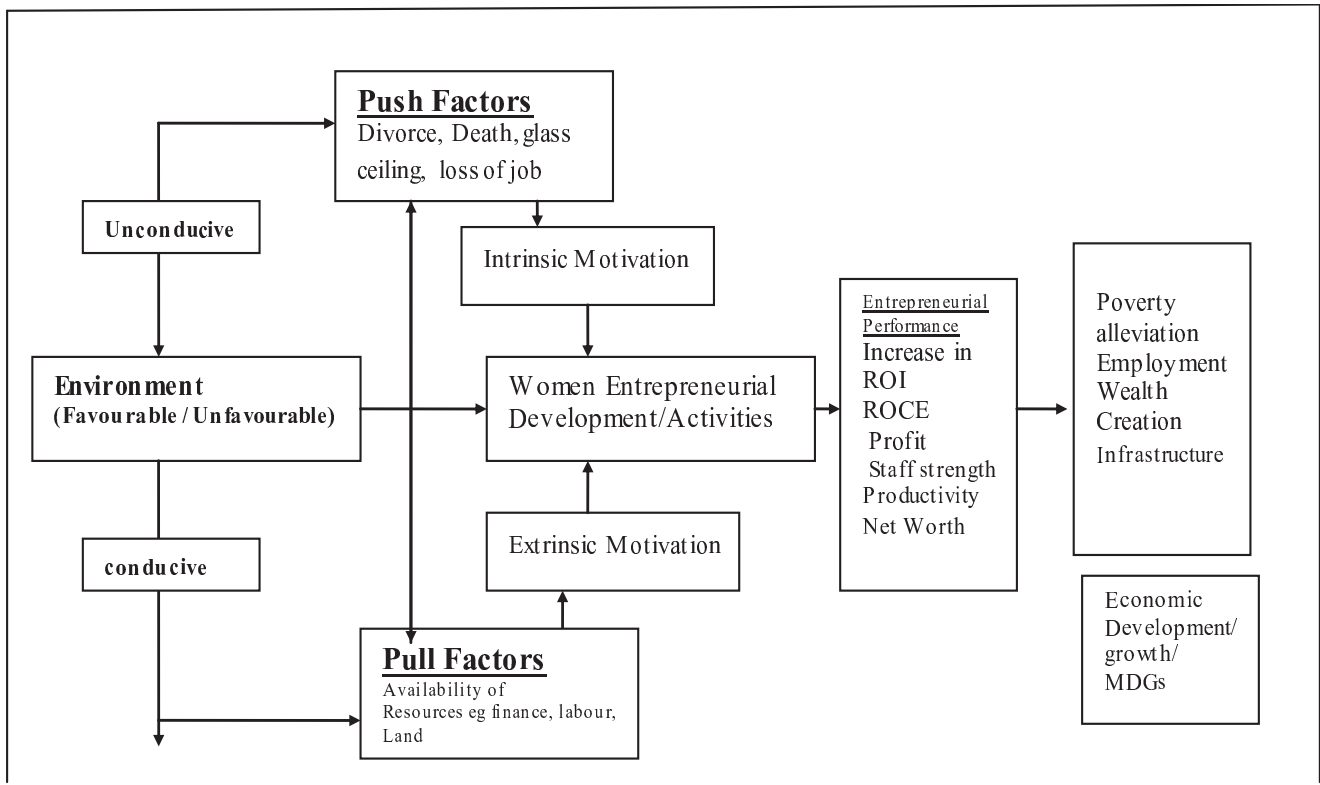 Push Factors
Divorce, Death, glass
ceiling, loss of job
Unconducive
Intrinsic Motivation
Environment
(Favourable / Unfavourable)
Women Entrepreneurial
Development/Activities
Entrepreneurial
Performance
Increase in
ROI
ROCE
Profit
Staff strength
Productivity
Net Worth
Poverty
alleviation
Employment
Wealth
Creation
Infrastructure
conducive
Extrinsic Motivation
Pull Factors
Availability of
Resources eg finance, labour,
Land
Economic
Development/
growth/
MDGs